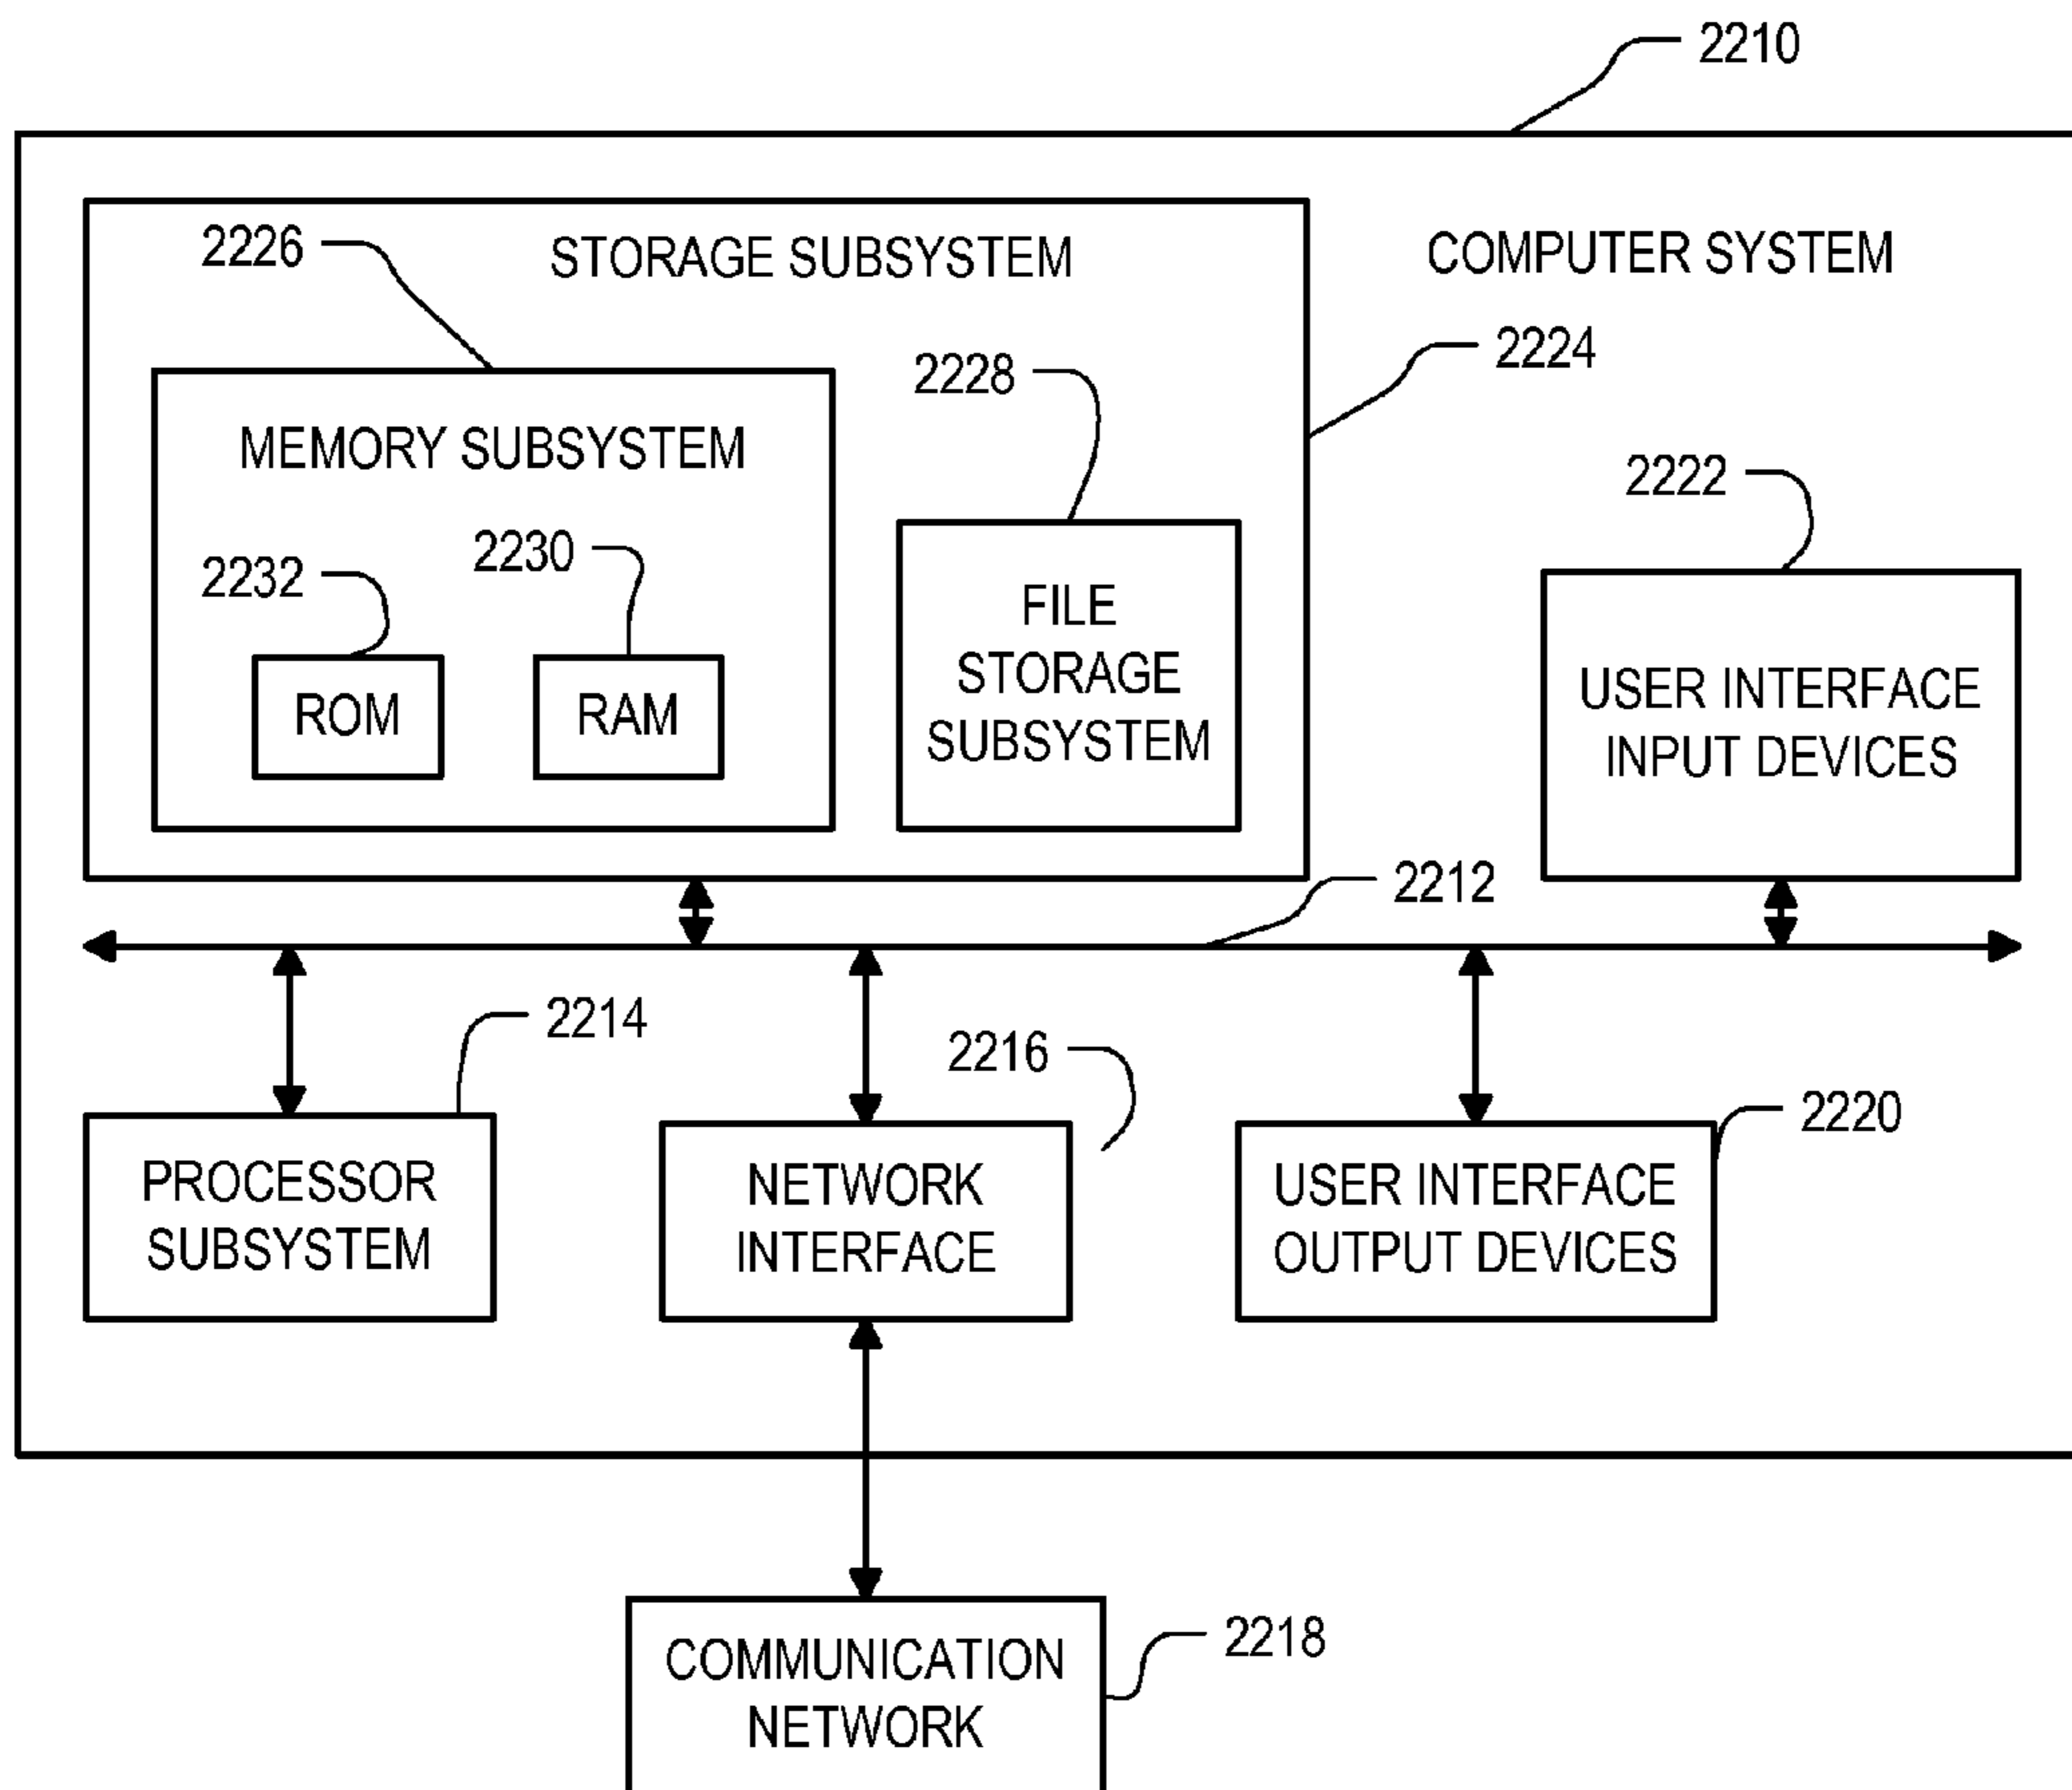 2210
2226
STORAGE SUBSYSTEM
COMPUTER SYSTEM
2224
2228
MEMORY SUBSYSTEM
2222
2232
2230
FILE
STORAGE
SUBSYSTEM
ROM
RAM
USER INTERFACE
INPUT DEVICES
2212
2214
2216
2220
PROCESSOR
SUBSYSTEM
NETWORK
INTERFACE
USER INTERFACE
OUTPUT DEVICES
COMMUNICATION
NETWORK
2218